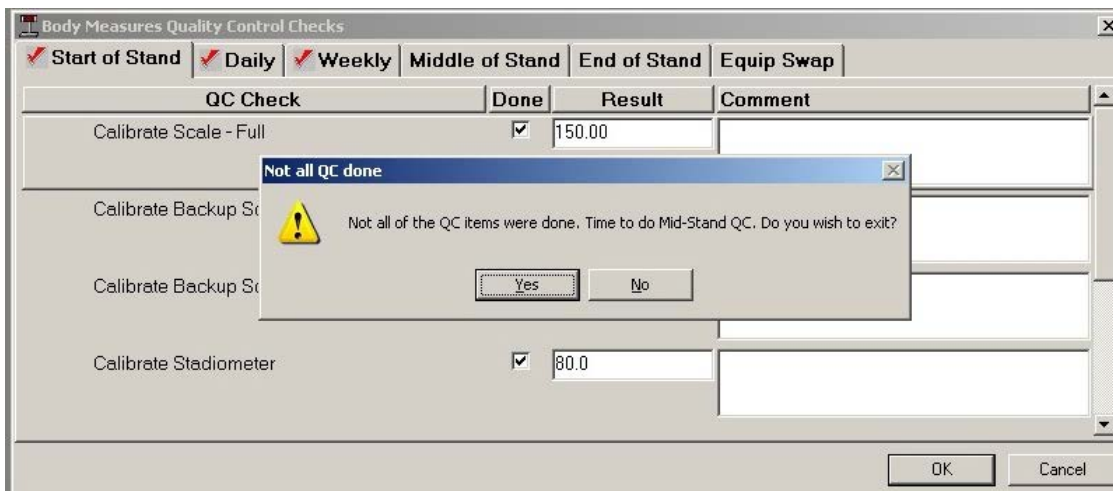 Body Measures Quality Control Checks
Start of Stand Daily Weekly Middle of Stand End of Stand Equip Swap
QC Check Done Result Comment
Calibrate Scale - Full 150.00
Not all QC done
Calibrate Backup
Not all of the QC items were done. Time to do Mid-Stand QC. Do you wish to exit?
Calibrate Backup
Yes No
Calibrate Stadiometer 80.0
OK Cancel